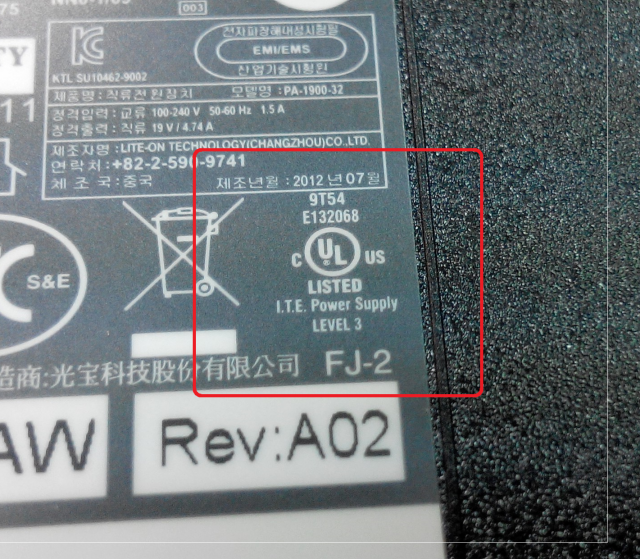 003
TY
KTL SU10462-9002
전자파장해내성시험필
EMI/EMS
산업기술시험원
제품명 : 직류전원장치 모델명 : PA-1900-32
정격입력 : 교류 100-240 V 50-60 Hz 1.5 A
정격출력 : 직류 19 V / 4.74 A
제조자명 : LITE-ON TECHNOLOGY(CHANGZHOU)CO.,LTD.
연락처 : +82-2-590-9741
제 조 국 : 중국 제조년월 : 2012 년 07 월
11
9T54
E132068
C UL US
LISTED
I.T.E. Power Supply
LEVEL 3
S&E
造商:光宝科技股份有限公司 FJ-2
AW
Rev:A02